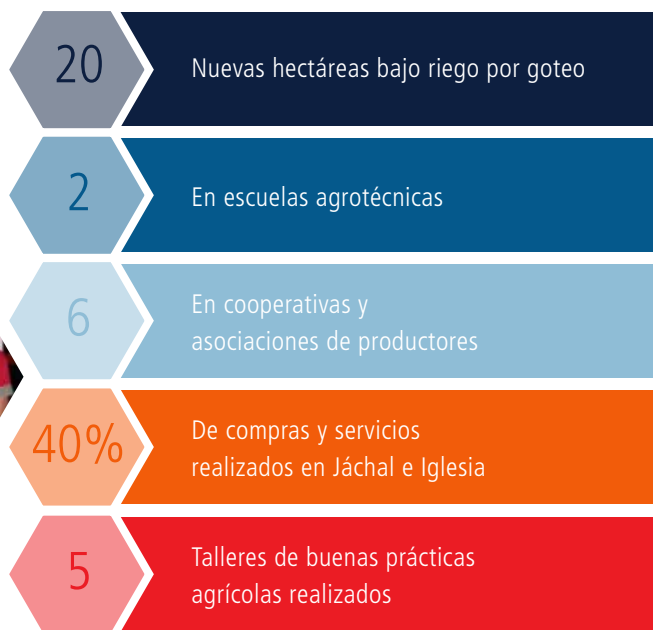 20
Nuevas hectáreas bajo riego por goteo
2
En escuelas agrotécnicas
6
En cooperativas y
asociaciones de productores
40%
De compras y servicios
realizados en Jáchal e Iglesia
5
Talleres de buenas prácticas
agrícolas realizados